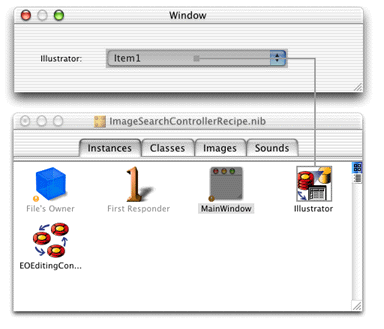 Window
Illustrator: Item1
ImageSearchControllerRecipe.nib
Instances Classes Images Sounds
File's Owner First Responder MainWindow Illustrator
EOEditingCon...